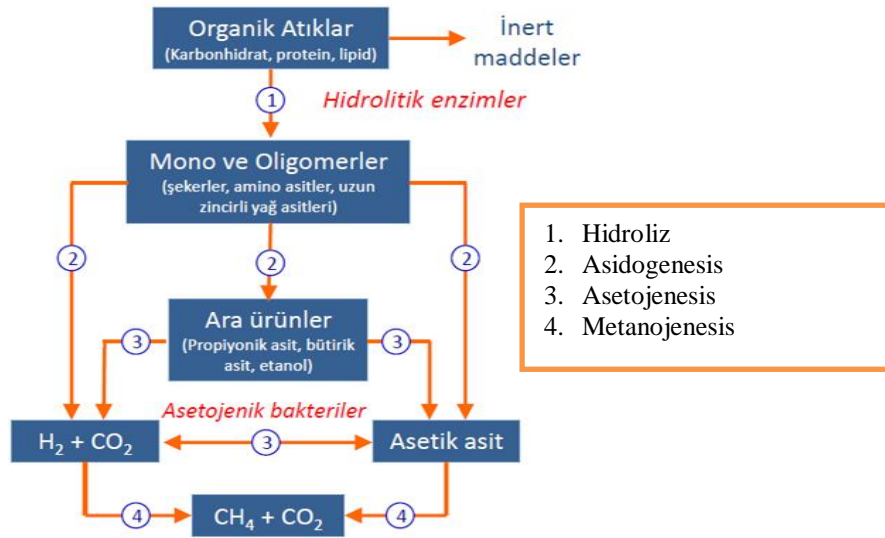 Organik Atıklar
(Karbonhidrat, protein, lipid)
İnert
maddeler
1
Hidrolitik enzimler
Mono ve Oligomerler
(şekerler, amino asitler, uzun
zincirli yağ asitleri)
2
2
2
Ara ürünler
(Propiyonik asit, bütirik
asit, etanol)
3
3
Asetojenik bakteriler
H₂ + CO₂
3
Asetik asit
4
CH₄ + CO₂
4
1. Hidroliz
2. Asidogenesis
3. Asetojenesis
4. Metanojenesis